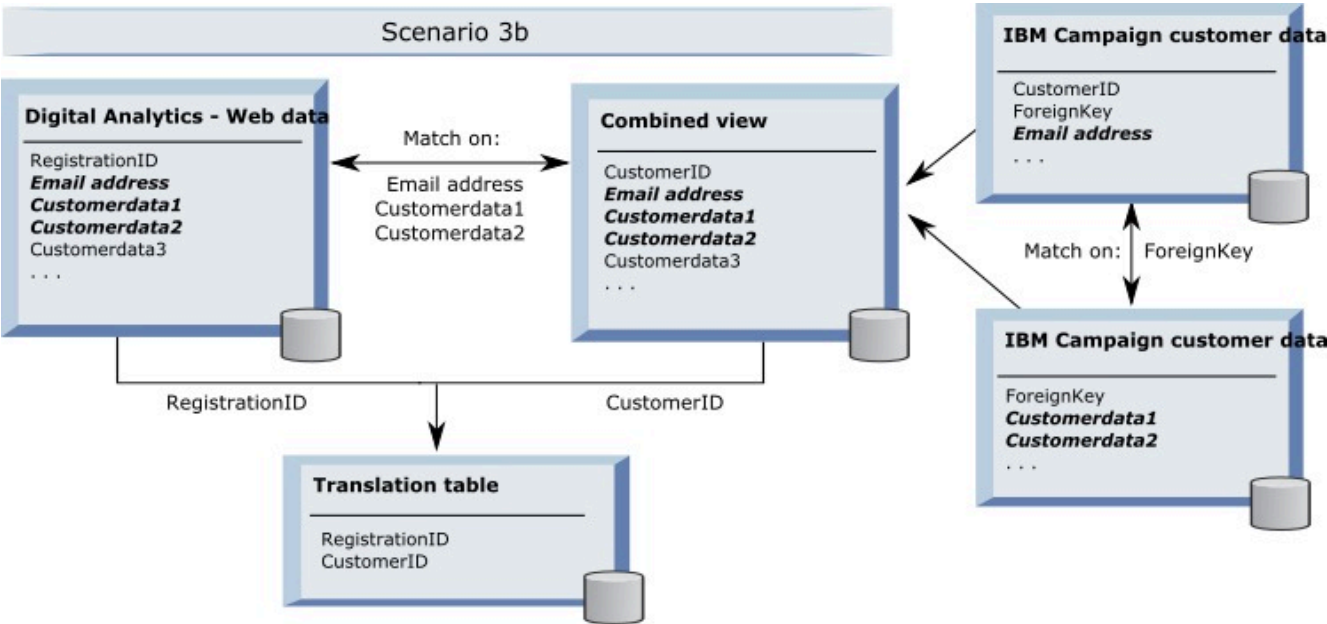 Scenario 3b
Digital Analytics - Web data
RegistrationID
Email address
Customerdata1
Customerdata2
Customerdata3
. . .
Match on:
Email address
Customerdata1
Customerdata2
Combined view
CustomerID
Email address
Customerdata1
Customerdata2
Customerdata3
. . .
IBM Campaign customer data
CustomerID
ForeignKey
Email address
. . .
Match on: ForeignKey
IBM Campaign customer data
ForeignKey
Customerdata1
Customerdata2
. . .
RegistrationID
CustomerID
Translation table
RegistrationID
CustomerID